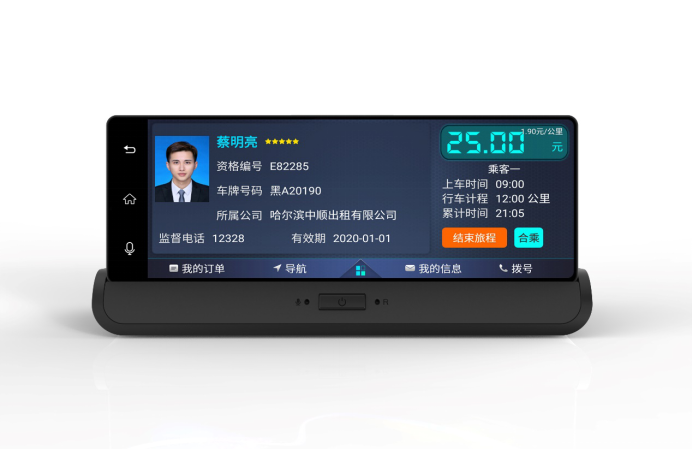 蔡明亮
资格编号 E82285
车牌号码 黑A20190
所属公司 哈尔滨中顺出租有限公司
监督电话 12328 有效期 2020-01-01
1.90元/公里
25.00 元
乘客一
上车时间 09:00
行车计程 12:00 公里
累计时间 21:05
结束旅程 合乘
我的订单 导航 我的信息 拨号
R